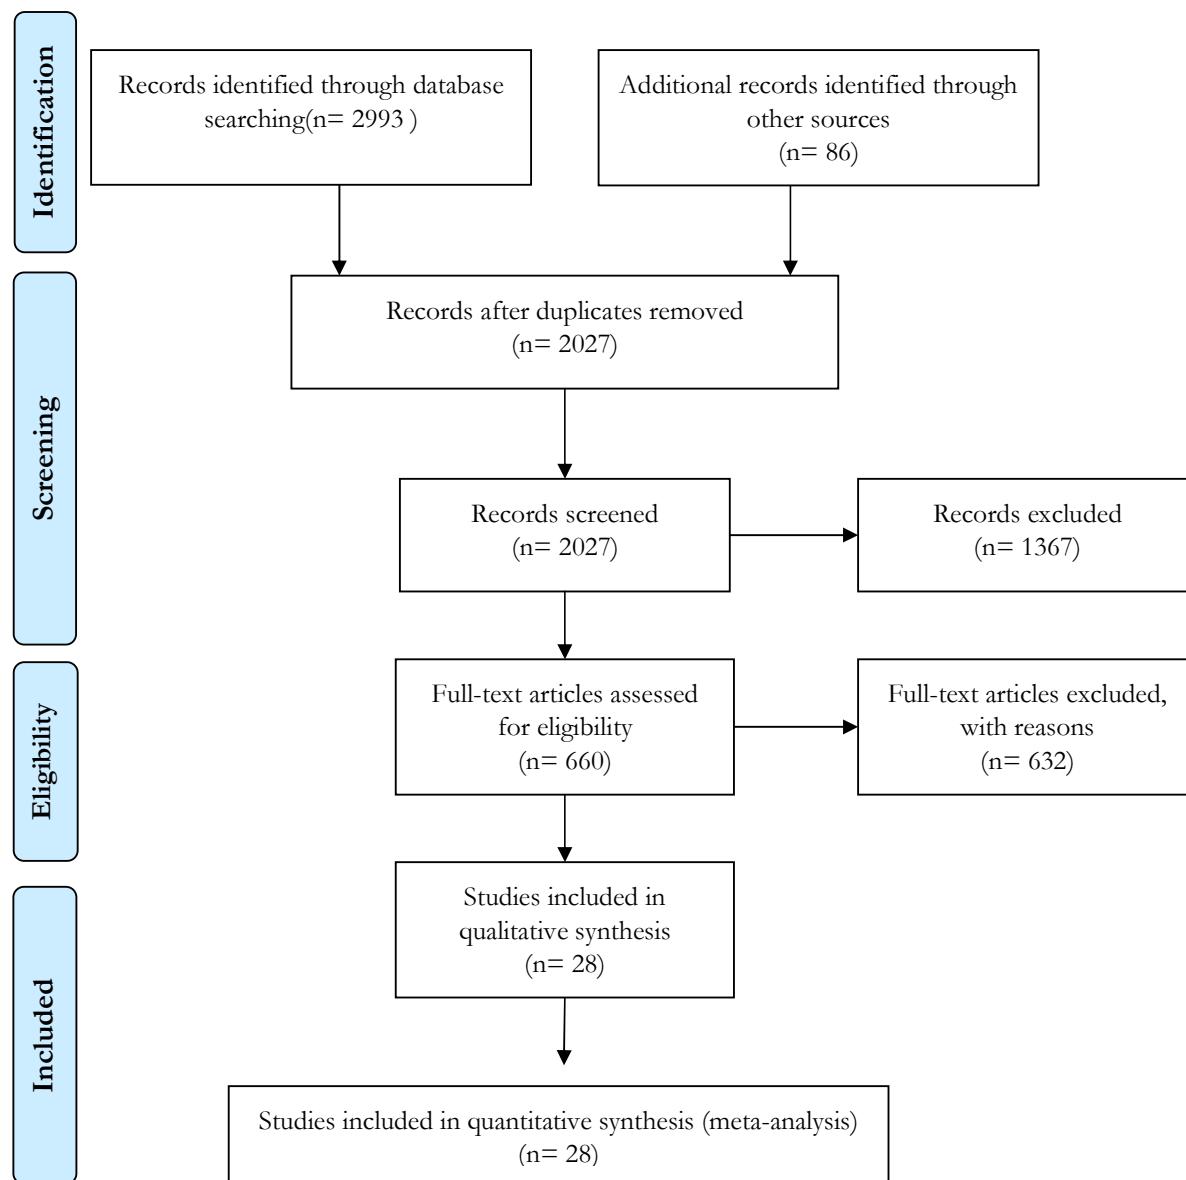 Identification
Records identified through database
searching(n= 2993 )
Additional records identified through
other sources
(n= 86)
Screening
Records after duplicates removed
(n= 2027)
Records screened
(n= 2027)
Records excluded
(n= 1367)
Eligibility
Full-text articles assessed
for eligibility
(n= 660)
Full-text articles excluded,
with reasons
(n= 632)
Included
Studies included in
qualitative synthesis
(n= 28)
Studies included in quantitative synthesis (meta-analysis)
(n= 28)